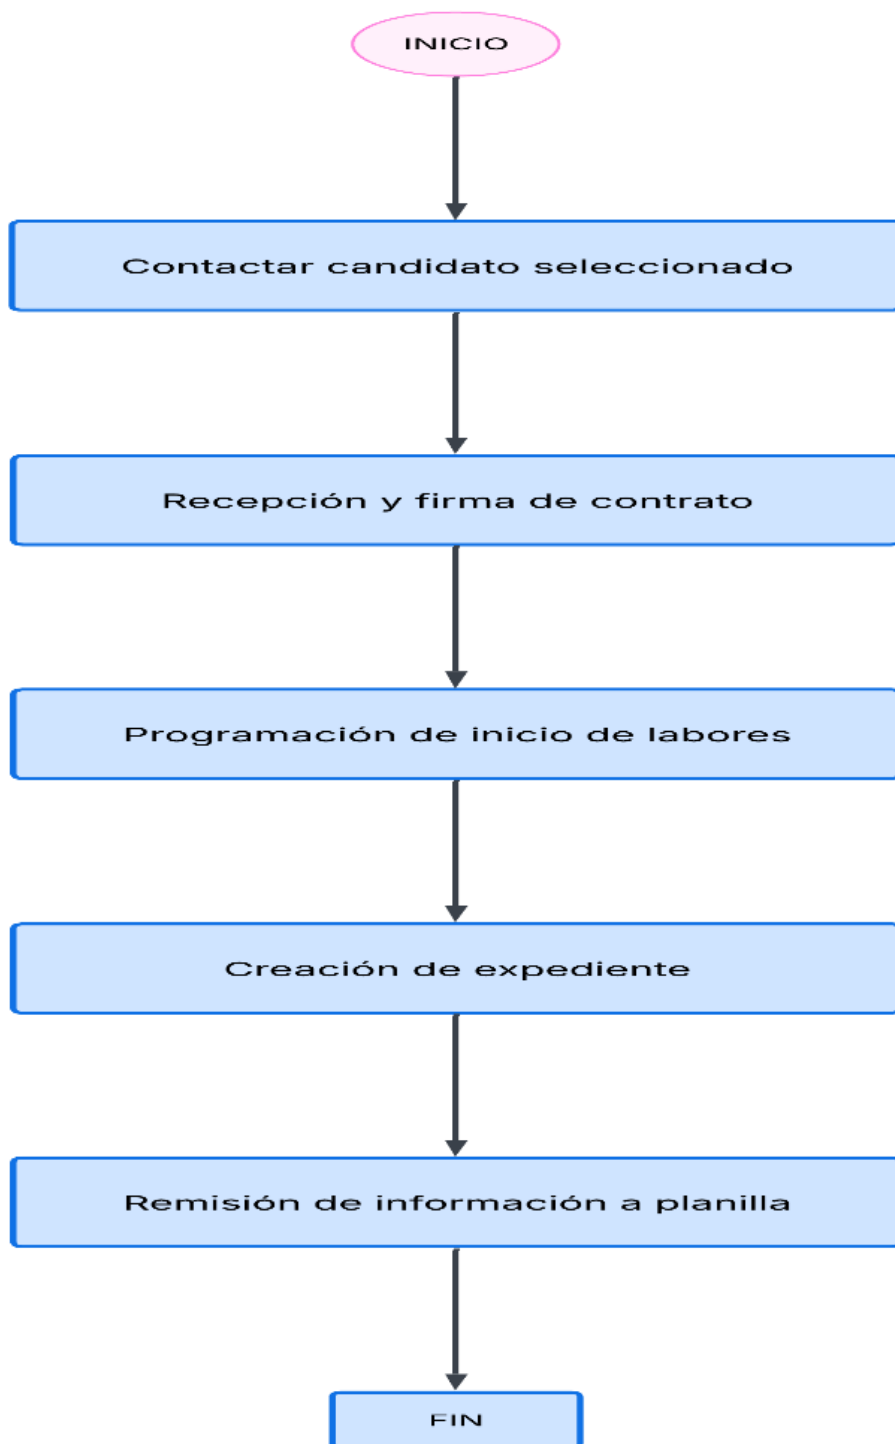 INICIO
Contactar candidato seleccionado
Recepción y firma de contrato
Programación de inicio de labores
Creación de expediente
Remisión de información a planilla
FIN